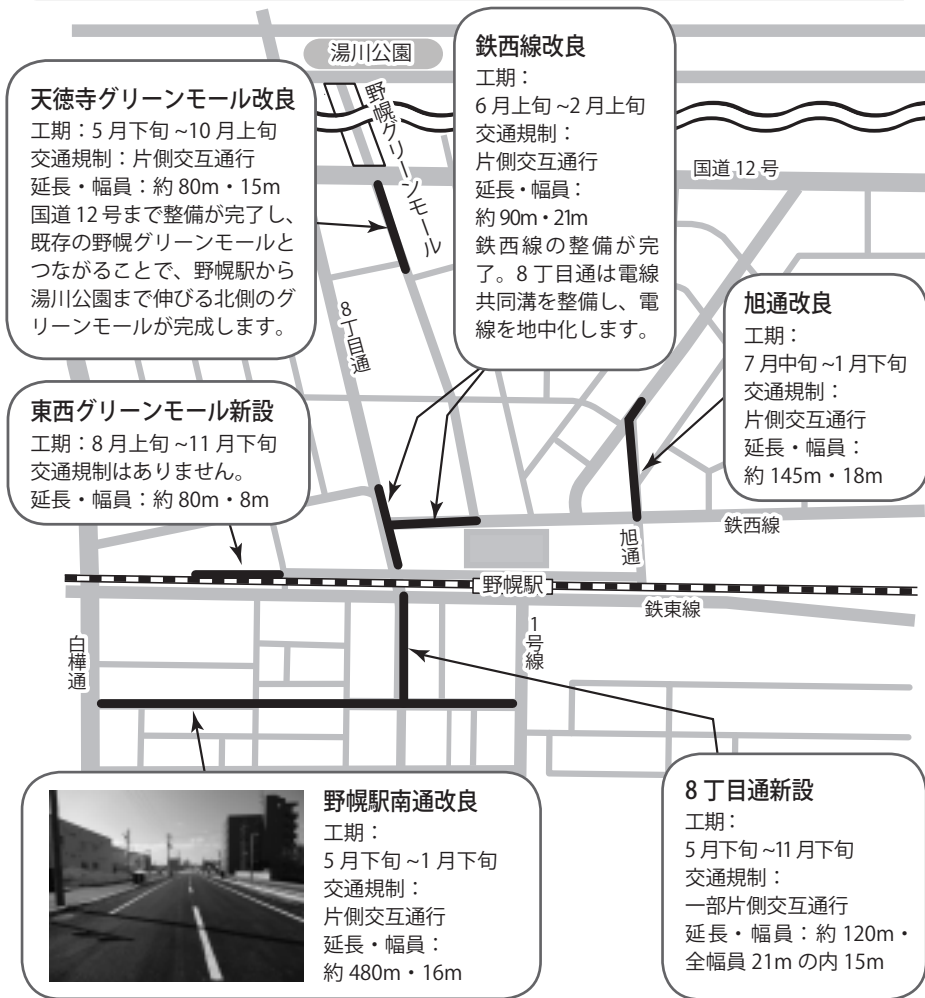 湯川公園
天徳寺グリーンモール改良
工期：5月下旬~10月上旬
交通規制：片側交互通行
延長・幅員：約80m・15m
国道12号まで整備が完了し、
既存の野幌グリーンモールと
つながることで、野幌駅から
湯川公園まで伸びる北側のグ
リーンモールが完成します。
野幌グリーンモール
鉄西線改良
工期：
6月上旬~2月上旬
交通規制：
片側交互通行
延長・幅員：
約90m・21m
鉄西線の整備が完
了。8丁目通は電線
共同溝を整備し、電
線を地中化します。
国道12号
8丁目通
旭通改良
工期：
7月中旬~1月下旬
交通規制：
片側交互通行
延長・幅員：
約145m・18m
東西グリーンモール新設
工期：8月上旬~11月下旬
交通規制はありません。
延長・幅員：約80m・8m
鉄西線
旭通
野幌駅
鉄東線
白樺通
1号線
野幌駅南通改良
工期：
5月下旬~1月下旬
交通規制：
片側交互通行
延長・幅員：
約480m・16m
8丁目通新設
工期：
5月下旬~11月下旬
交通規制：
一部片側交互通行
延長・幅員：約120m・
全幅員21mの内15m